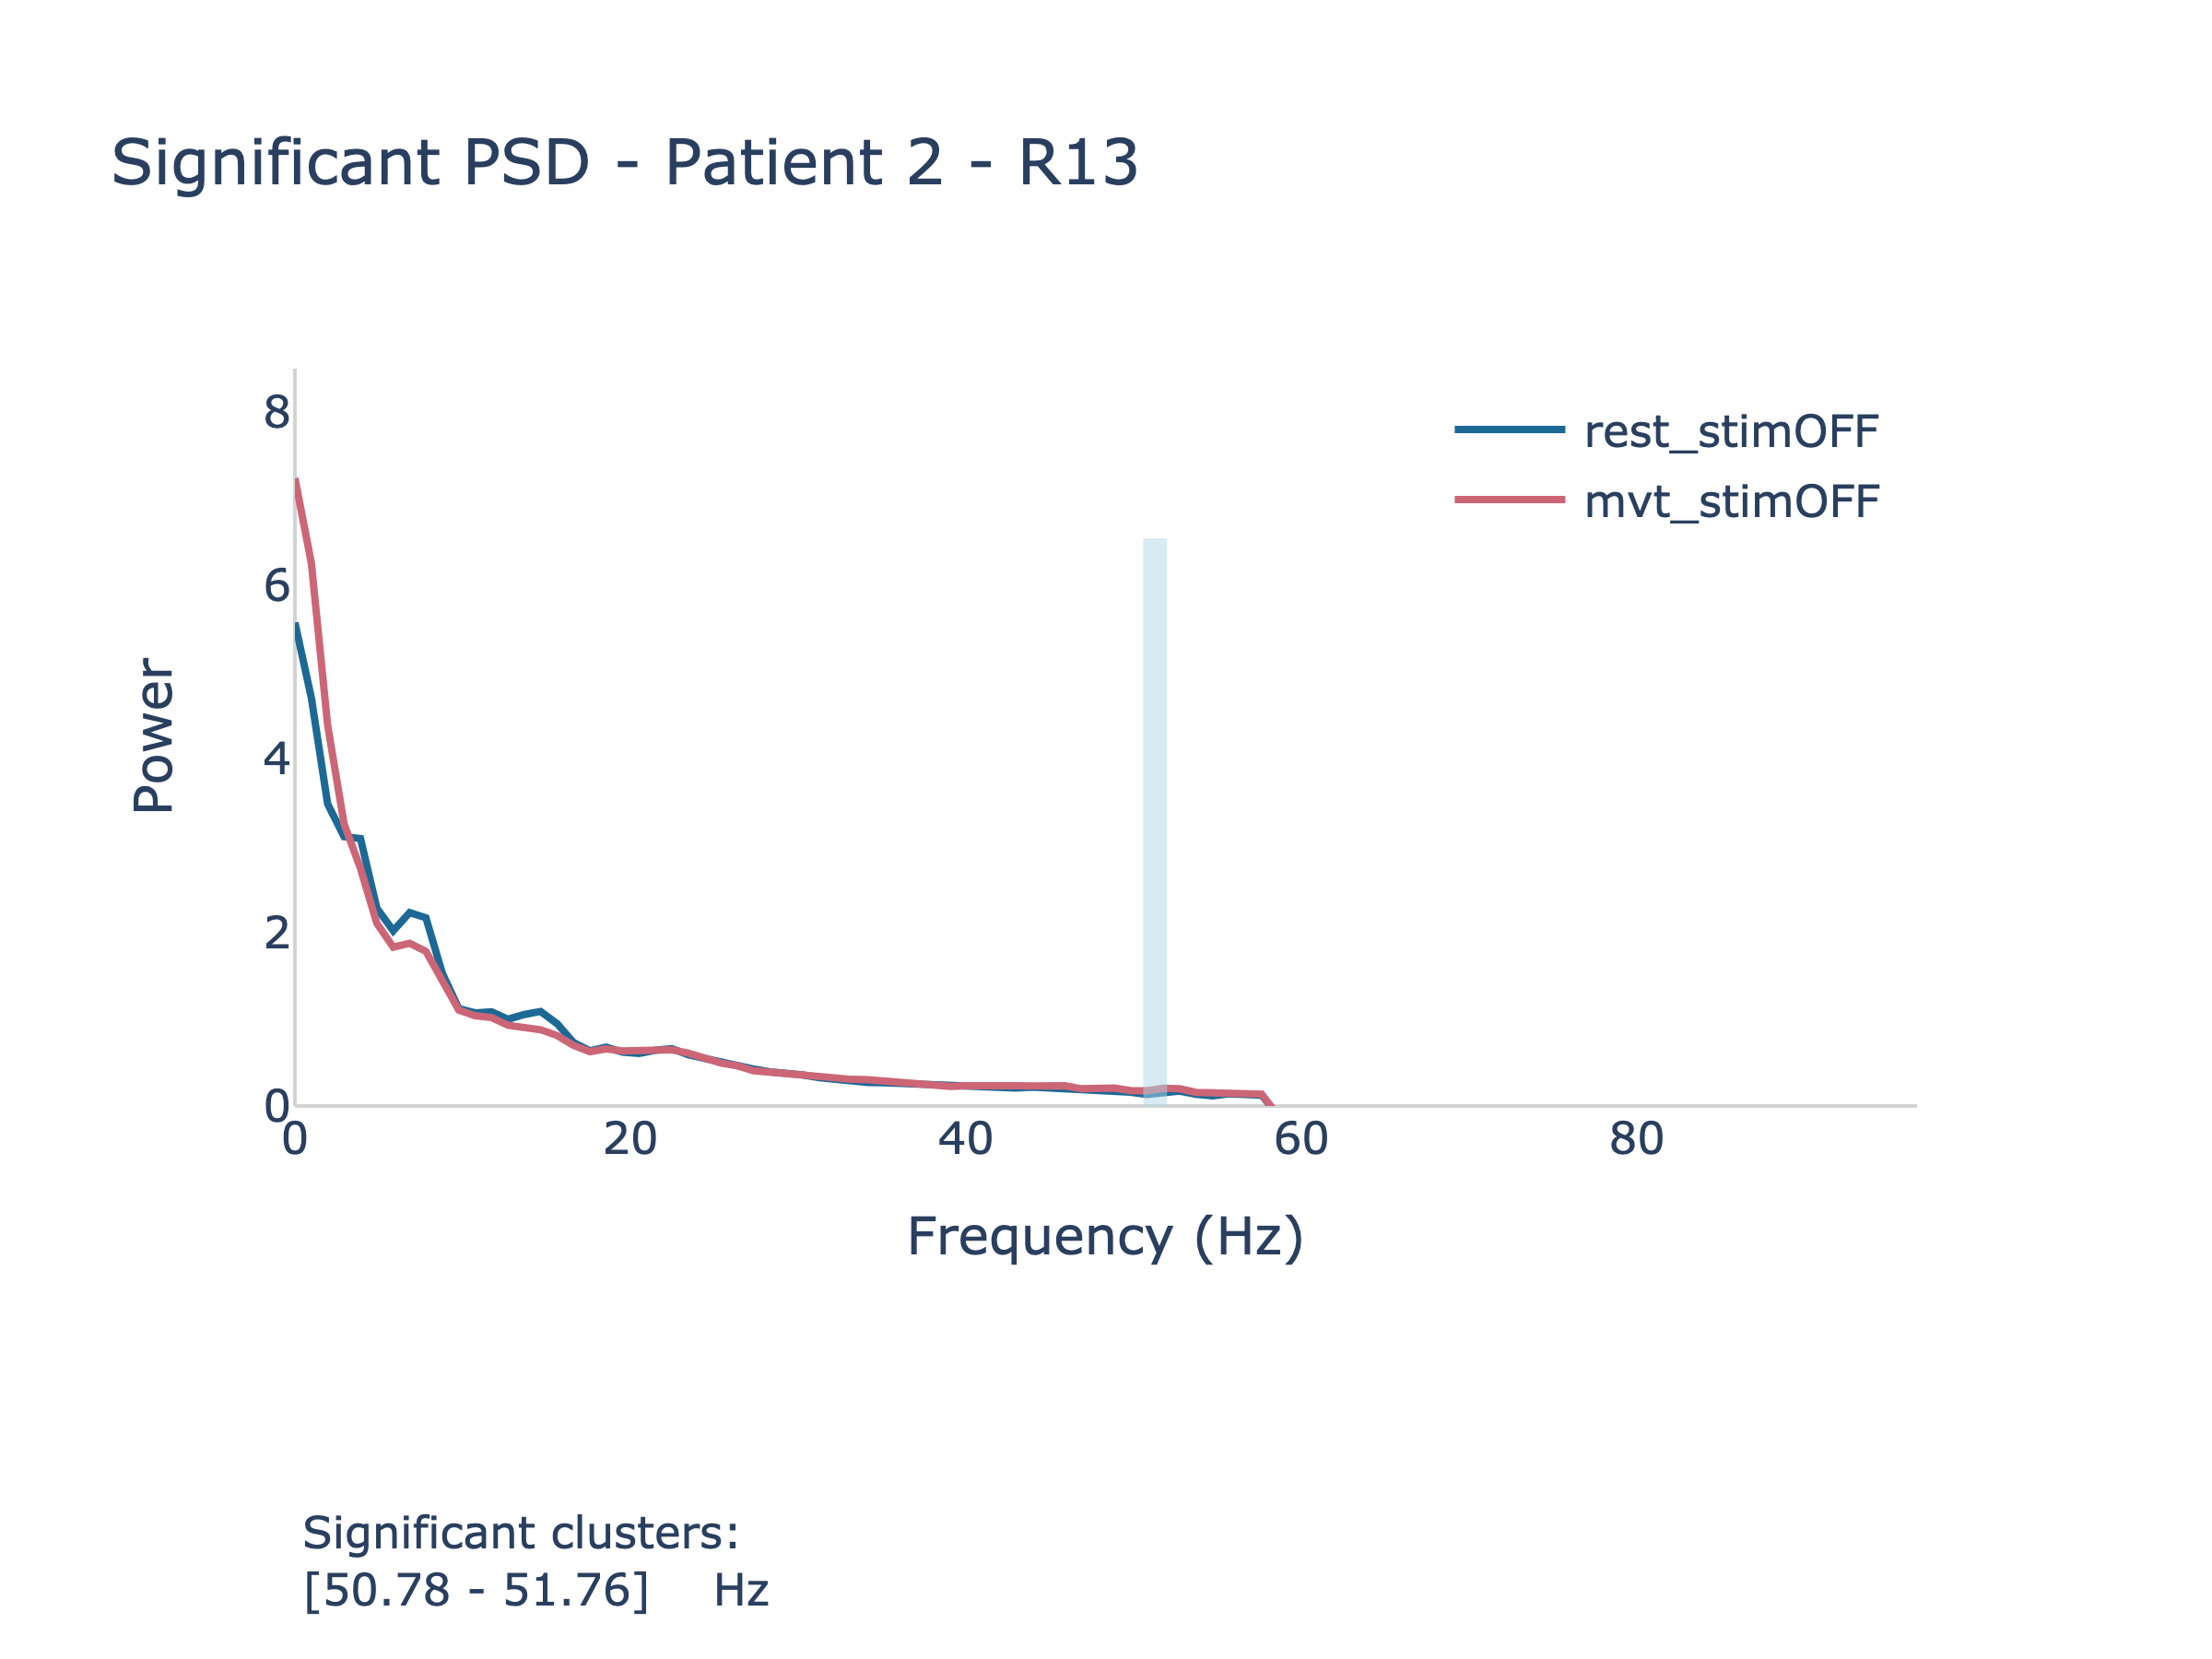 Significant PSD - Patient 2 - R13
rest_stimOFF
mvt_stimOFF
Power
8
6
4
2
0
0 20 40 60 80
Frequency (Hz)
Significant clusters:
[50.78 - 51.76] Hz